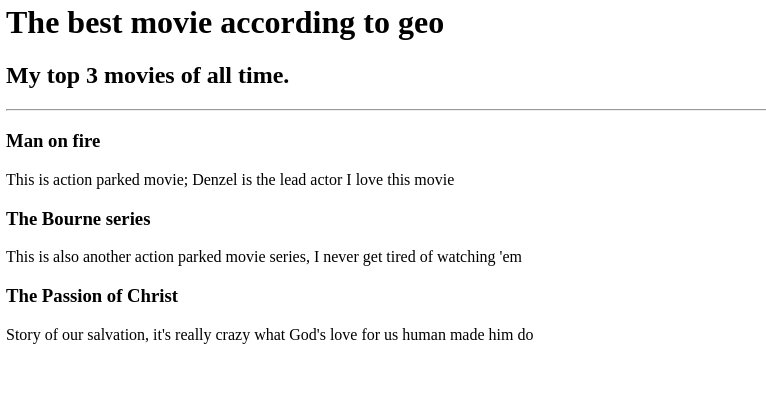 The best movie according to geo
My top 3 movies of all time.
Man on fire
This is action parked movie; Denzel is the lead actor I love this movie
The Bourne series
This is also another action parked movie series, I never get tired of watching 'em
The Passion of Christ
Story of our salvation, it's really crazy what God's love for us human made him do